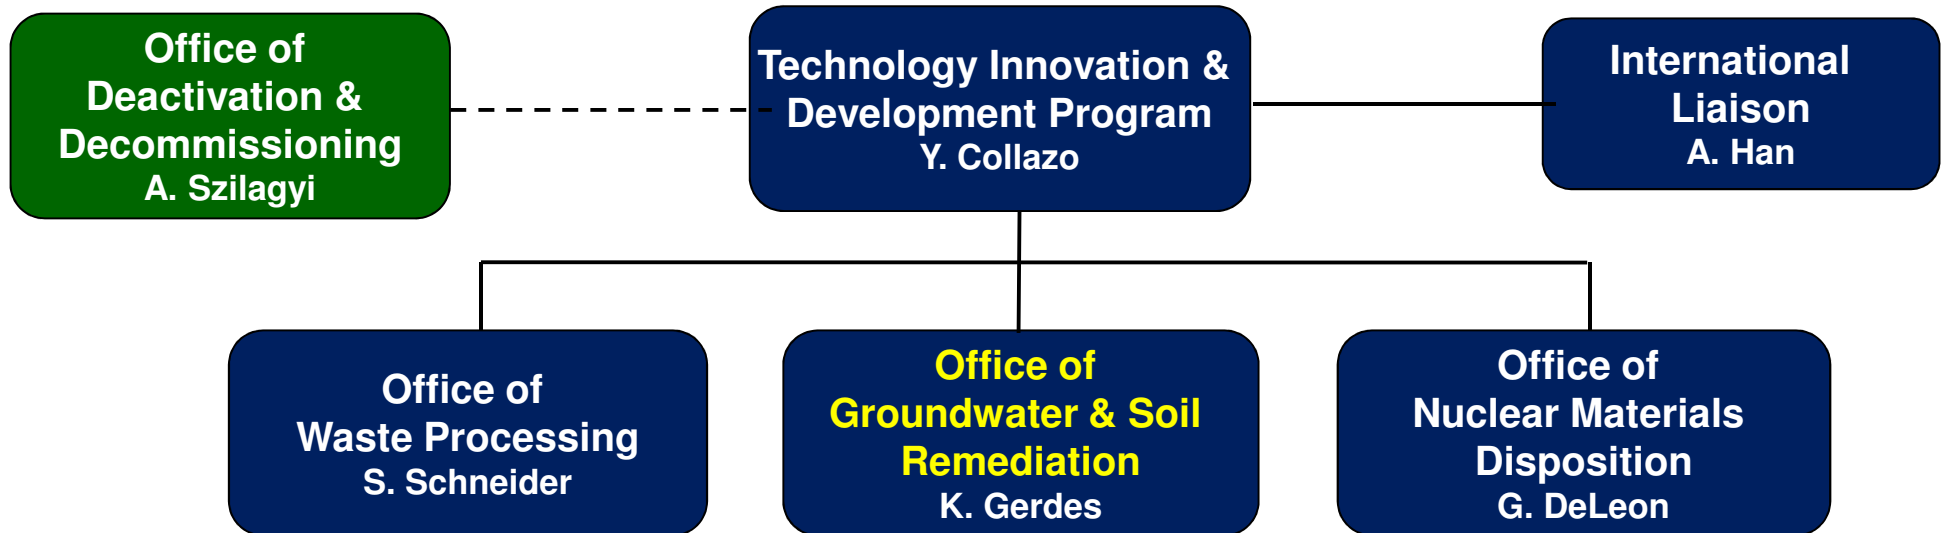 Office of
Deactivation &
Decommissioning
A. Szilagyi
Technology Innovation &
Development Program
Y. Collazo
International
Liaison
A. Han
Office of
Waste Processing
S. Schneider
Office of
Groundwater & Soil
Remediation
K. Gerdes
Office of
Nuclear Materials
Disposition
G. DeLeon